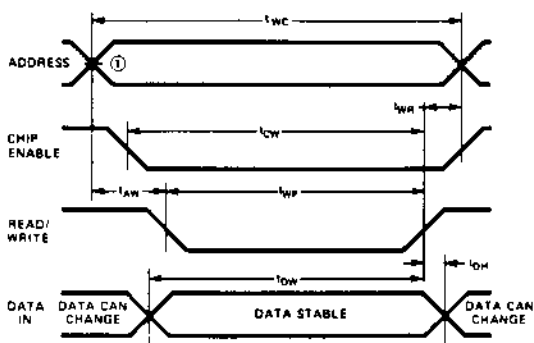 tWC
ADDRESS
①
tWR
CHIP
ENABLE
tCW
tAW
tWP
READ/
WRITE
tDW
tDH
DATA
IN
DATA CAN
CHANGE
DATA STABLE
DATA CAN
CHANGE